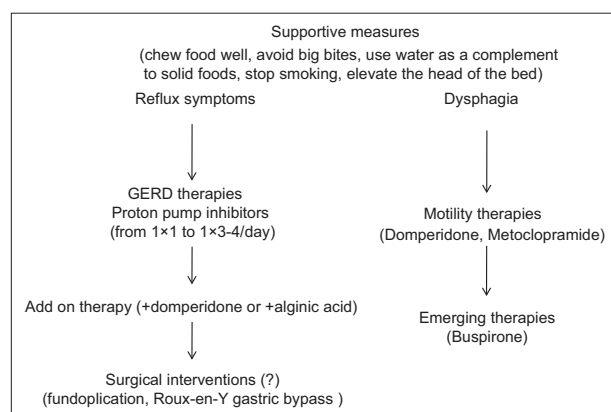 Supportive measures
(chew food well, avoid big bites, use water as a complement
to solid foods, stop smoking, elevate the head of the bed)
Reflux symptoms
Dysphagia
GERD therapies
Proton pump inhibitors
(from 1×1 to 1×3-4/day)
Motility therapies
(Domperidone, Metoclopramide)
Add on therapy (+domperidone or +alginic acid)
Emerging therapies
(Buspirone)
Surgical interventions (?)
(fundoplication, Roux-en-Y gastric bypass )